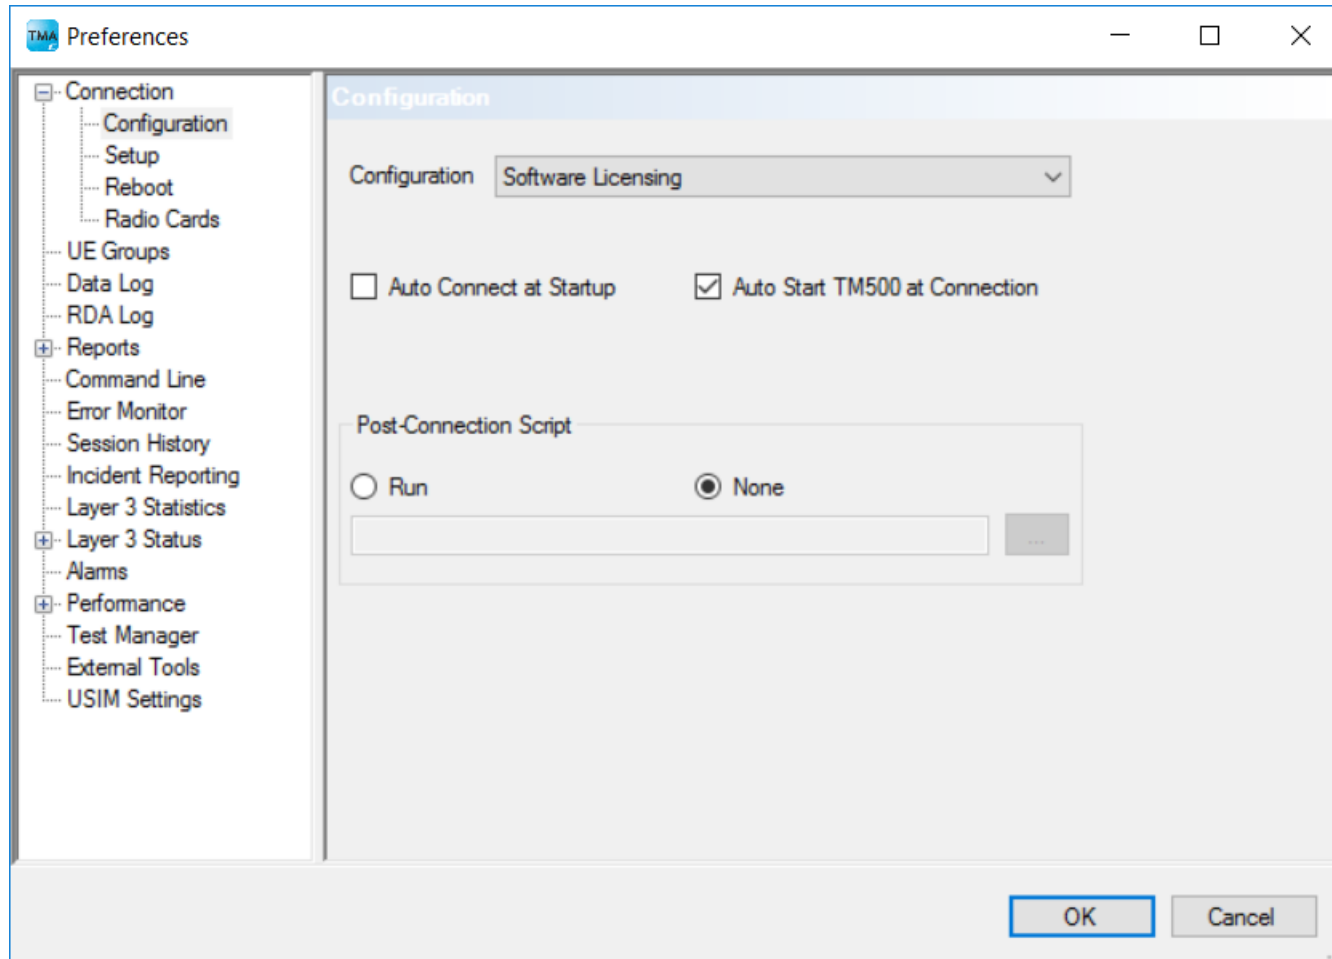 TMA Preferences
Connection
Configuration
Setup
Reboot
Radio Cards
UE Groups
Data Log
RDA Log
Reports
Command Line
Error Monitor
Session History
Incident Reporting
Layer 3 Statistics
Layer 3 Status
Alarms
Performance
Test Manager
External Tools
USIM Settings
Configuration
Configuration Software Licensing
Auto Connect at Startup Auto Start TM500 at Connection
Post-Connection Script
Run None
...
OK Cancel